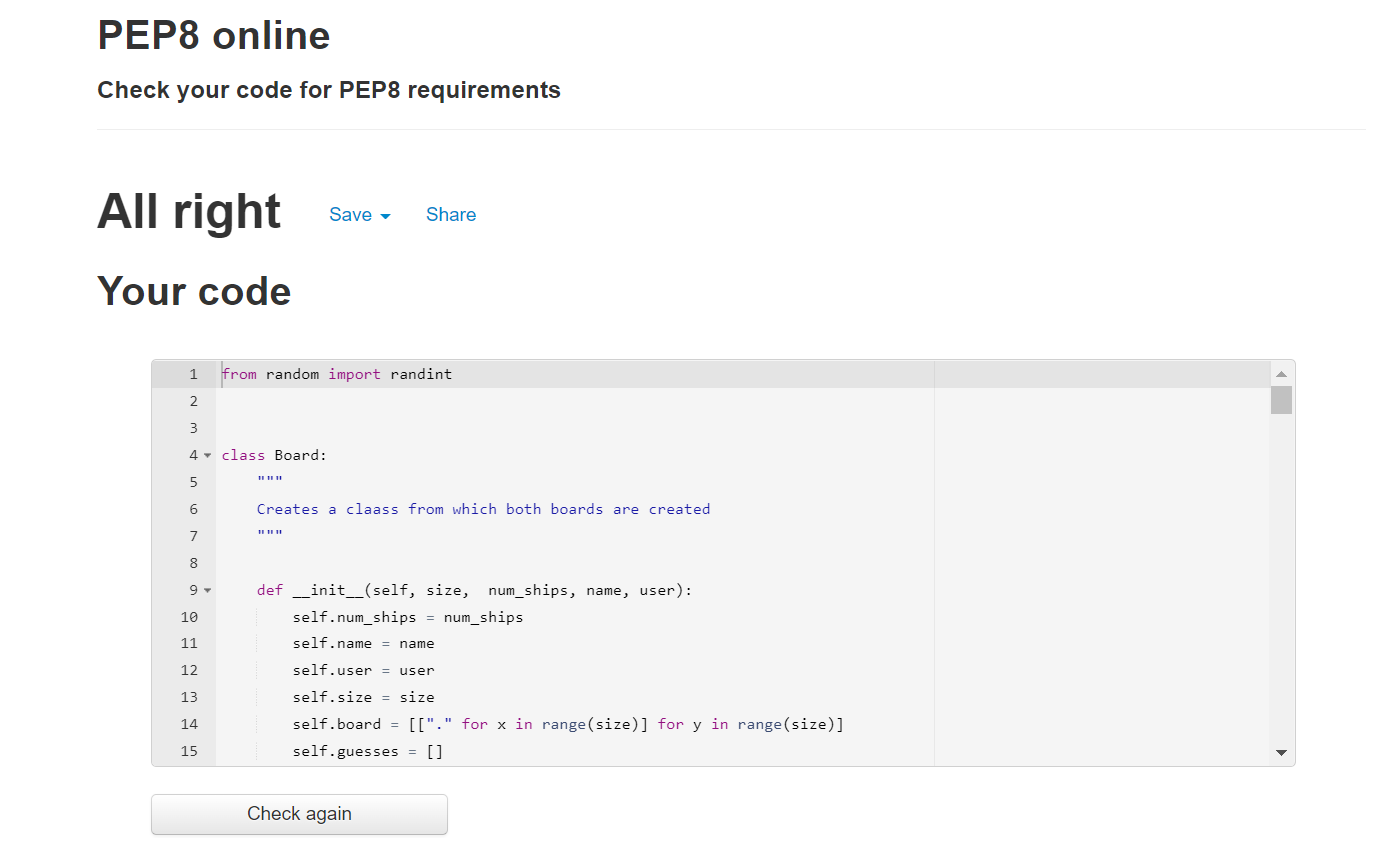 PEP8 online
Check your code for PEP8 requirements
All right Save Share
Your code
1 from random import randint
2
3
4 class Board:
5     """
6     Creates a claass from which both boards are created
7     """
8
9     def __init__(self, size,  num_ships, name, user):
10         self.num_ships = num_ships
11         self.name = name
12         self.user = user
13         self.size = size
14         self.board = [["." for x in range(size)] for y in range(size)]
15         self.guesses = []
Check again